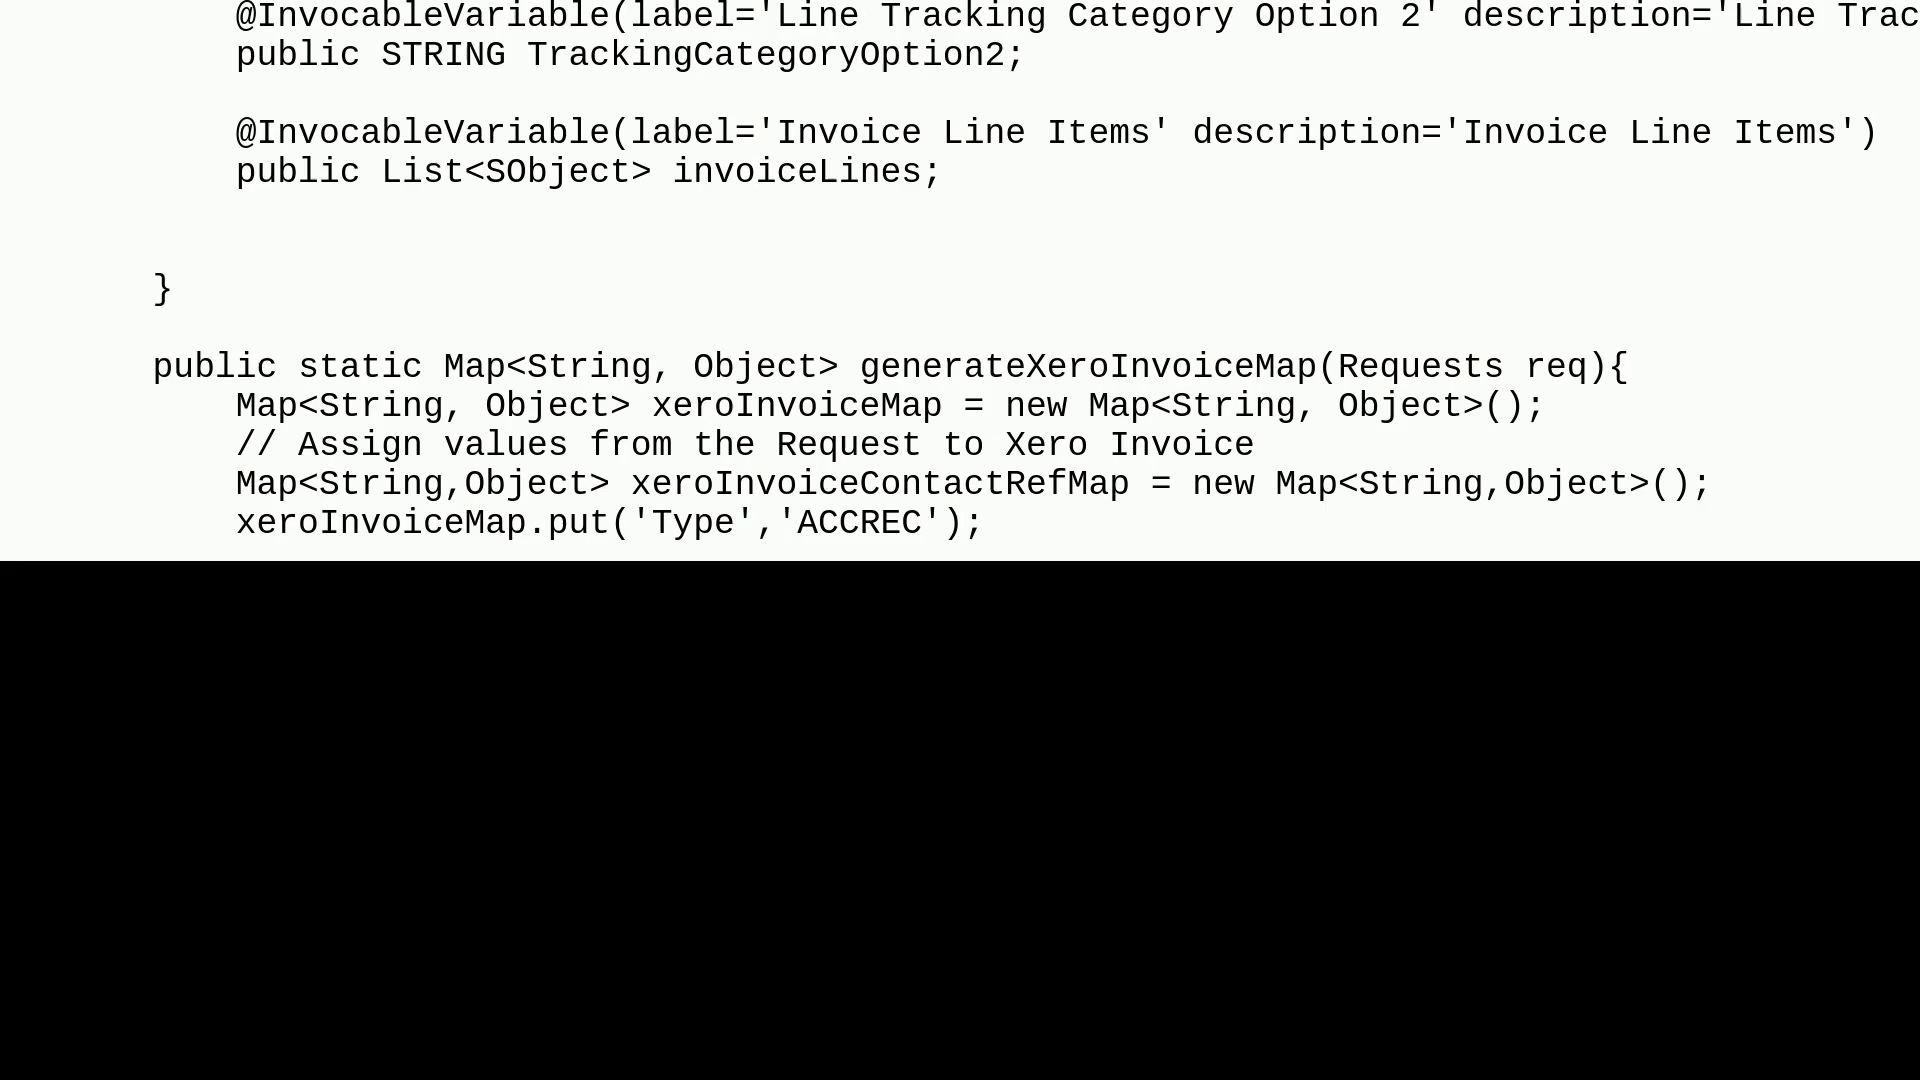 @InvocableVariable(label='Line Tracking Category Option 2' description='Line Trac
public STRING TrackingCategoryOption2;
@InvocableVariable(label='Invoice Line Items' description='Invoice Line Items')
public List<SObject> invoiceLines;
}
public static Map<String, Object> generateXeroInvoiceMap(Requests req){
Map<String, Object> xeroInvoiceMap = new Map<String, Object>();
// Assign values from the Request to Xero Invoice
Map<String,Object> xeroInvoiceContactRefMap = new Map<String,Object>();
xeroInvoiceMap.put('Type','ACCREC');